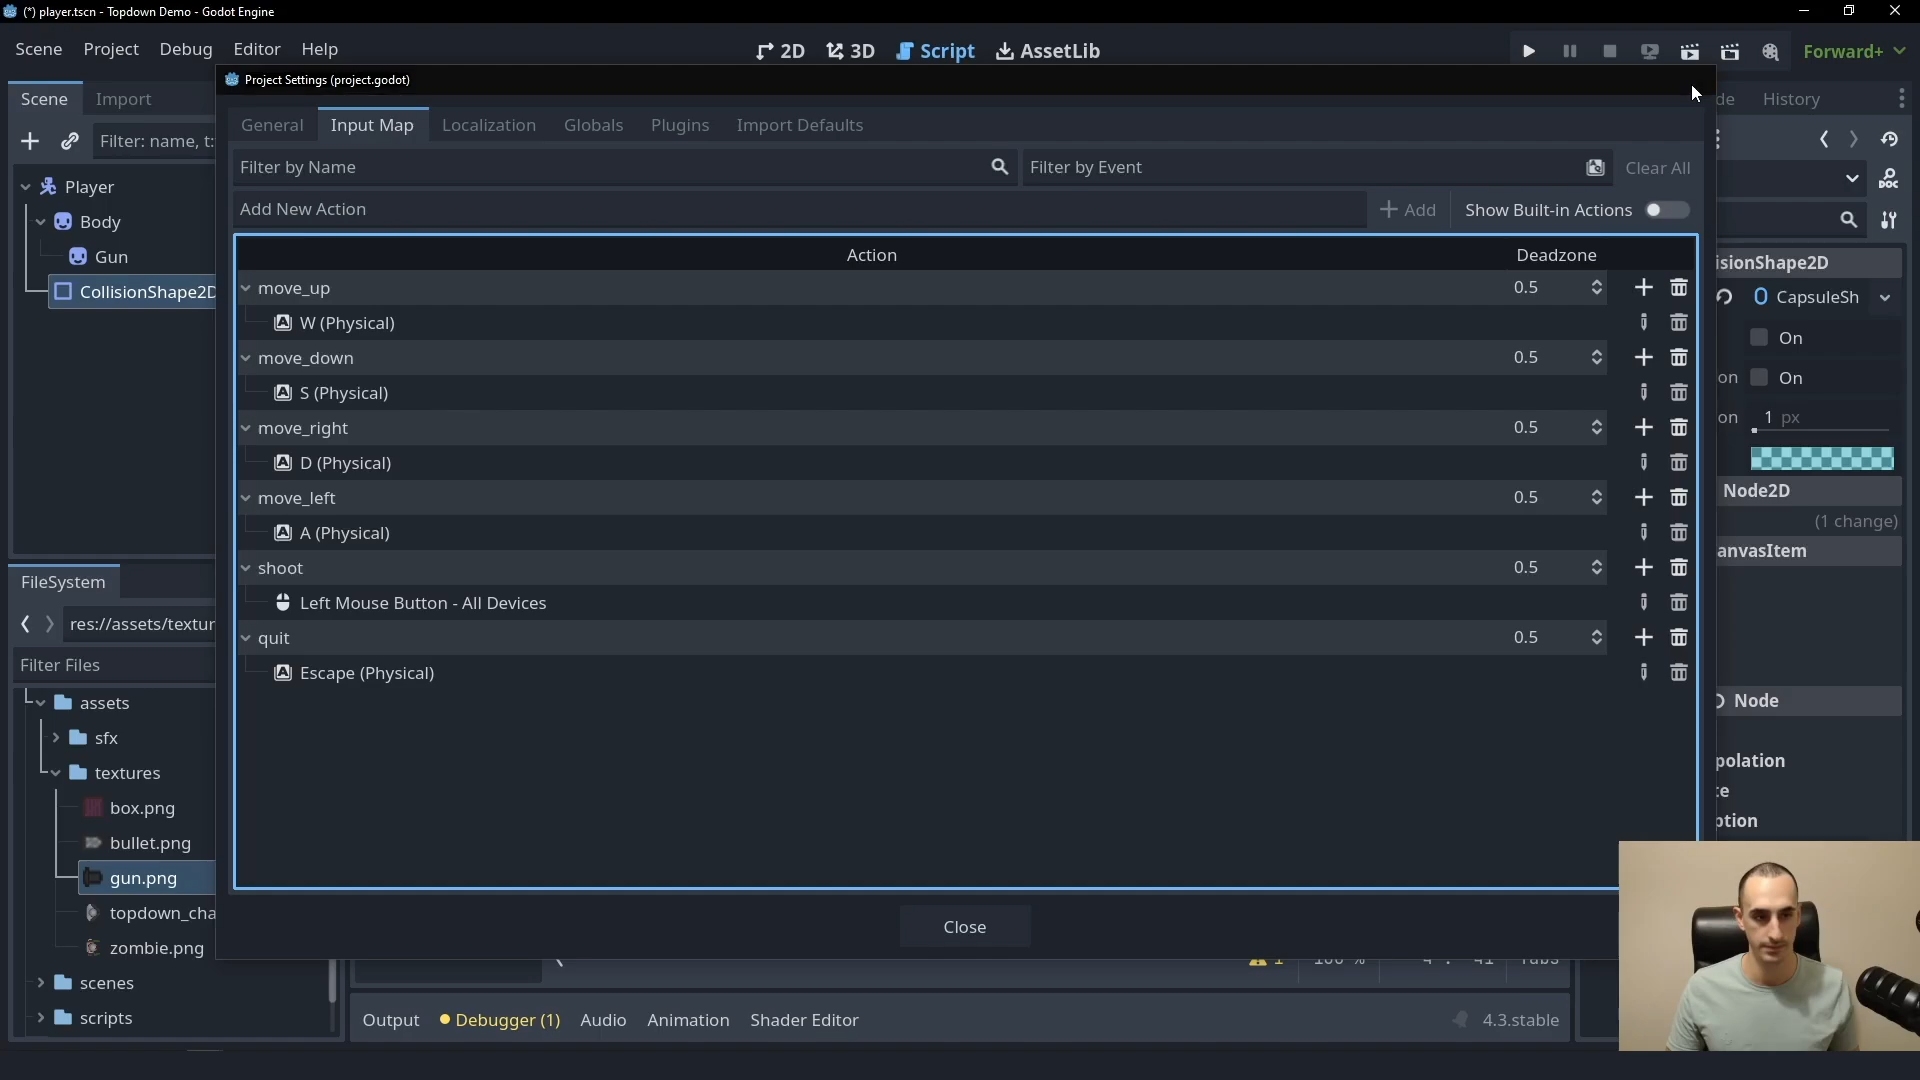 (*) player.tscn - Topdown Demo - Godot Engine
Scene Project Debug Editor Help
2D 3D Script AssetLib
Forward+
Project Settings (project.godot)
Scene Import
History
General Input Map Localization Globals Plugins Import Defaults
Filter: name, t:
Filter by Name
Filter by Event
Clear All
Add New Action
Add
Show Built-in Actions
Player
Body
Gun
CollisionShape2D
Action Deadzone
move_up 0.5
W (Physical)
move_down 0.5
S (Physical)
move_right 0.5
D (Physical)
move_left 0.5
A (Physical)
shoot 0.5
Left Mouse Button - All Devices
quit 0.5
Escape (Physical)
Close
isionShape2D
CapsuleSh
On
on On
on 1 px
Node2D
(1 change)
anvasItem
Node
polation
te
ption
FileSystem
res://assets/textur
Filter Files
assets
sfx
textures
box.png
bullet.png
gun.png
topdown_cha
zombie.png
scenes
scripts
Output Debugger (1) Audio Animation Shader Editor
4.3.stable